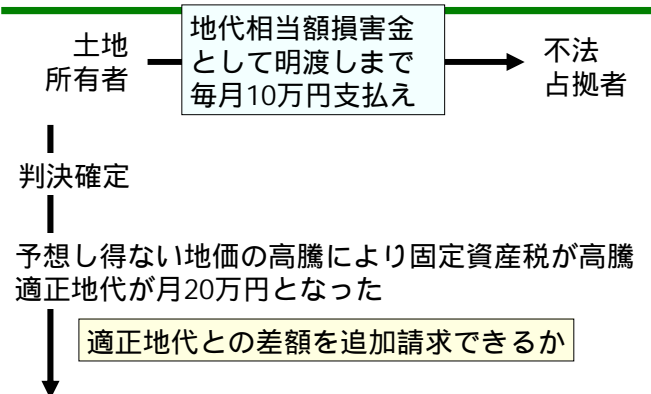 土地
所有者
地代相当額損害金
として明渡しまで
毎月10万円支払え
不法
占拠者
判決確定
予想し得ない地価の高騰により固定資産税が高騰
適正地代が月20万円となった
適正地代との差額を追加請求できるか